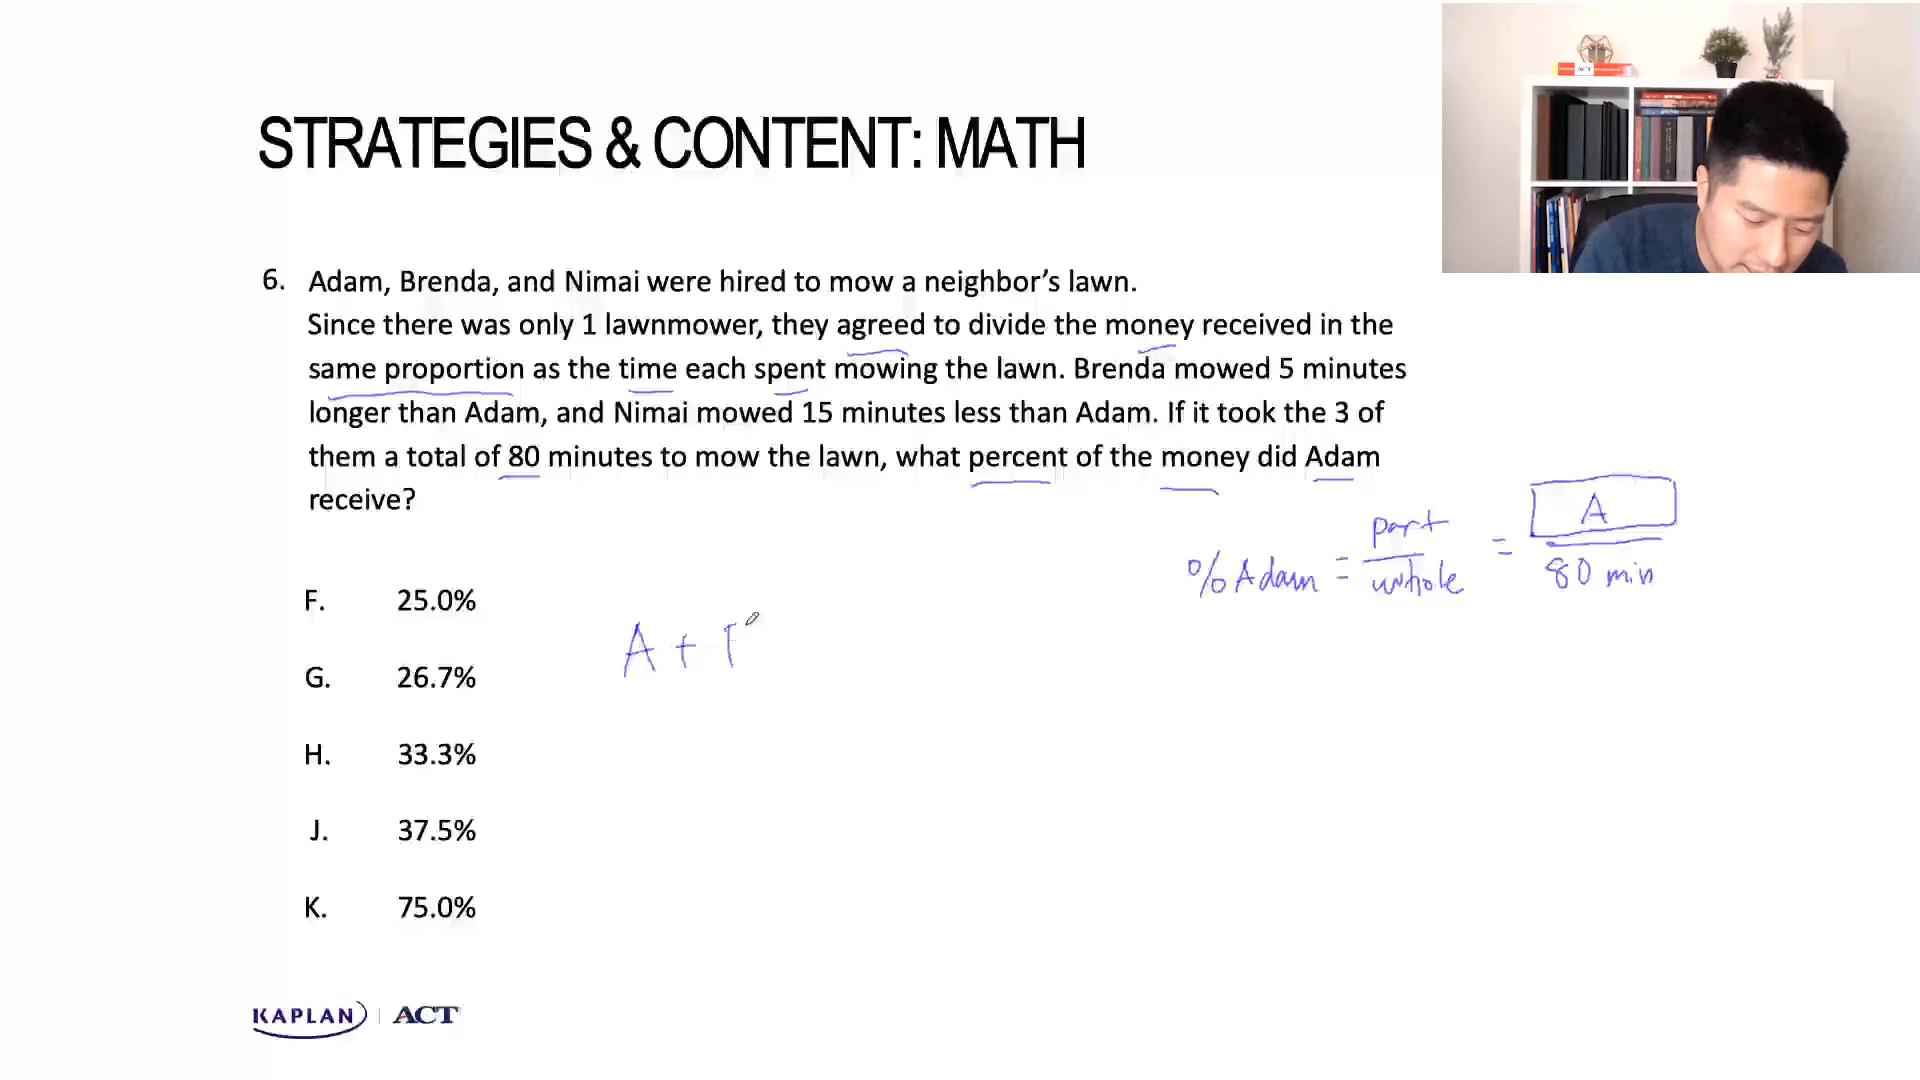 STRATEGIES & CONTENT: MATH
ACT
6. Adam, Brenda, and Nimai were hired to mow a neighbor’s lawn.
Since there was only 1 lawnmower, they agreed to divide the money received in the
same proportion as the time each spent mowing the lawn. Brenda mowed 5 minutes
longer than Adam, and Nimai mowed 15 minutes less than Adam. If it took the 3 of
them a total of 80 minutes to mow the lawn, what percent of the money did Adam
receive?
% Adam = part / whole = A / 80 min
F. 25.0%
A +
G. 26.7%
H. 33.3%
J. 37.5%
K. 75.0%
KAPLAN | ACT